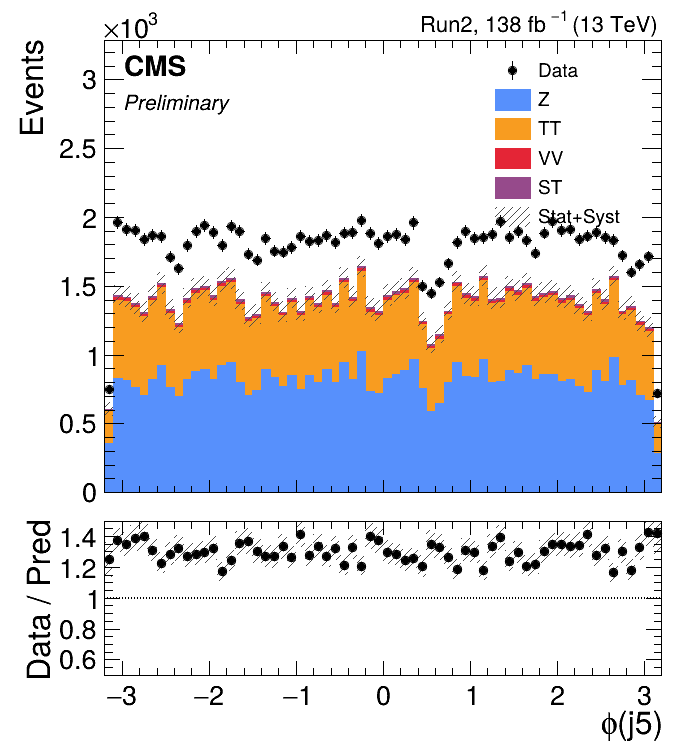 ×10³
Run2, 138 fb⁻¹ (13 TeV)
Events
CMS
Preliminary
Data
Z
TT
VV
ST
Stat+Syst
3
2.5
2
1.5
1
0.5
0
Data / Pred
1.4
1.2
1
0.8
0.6
−3 −2 −1 0 1 2 3
ϕ(j5)